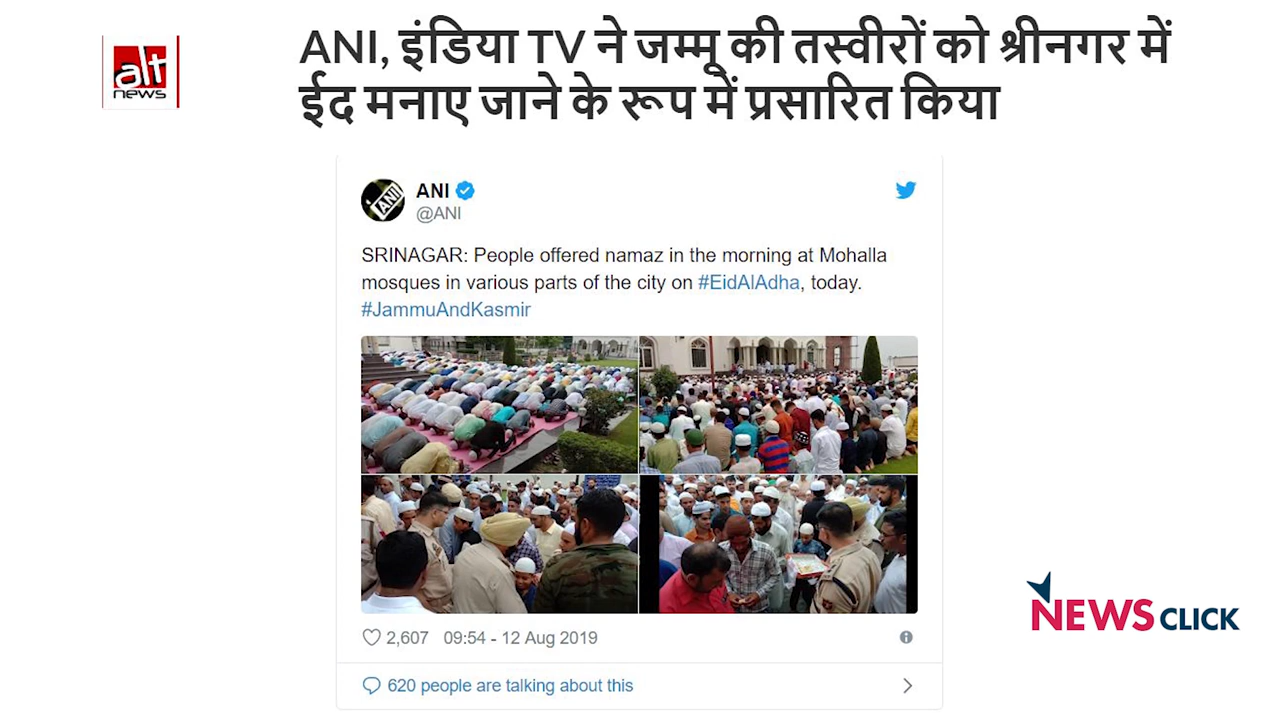 alt
news
ANI, इंडिया TV ने जम्मू की तस्वीरों को श्रीनगर में
ईद मनाए जाने के रूप में प्रसारित किया
ANI
@ANI
SRINAGAR: People offered namaz in the morning at Mohalla
mosques in various parts of the city on #EidAlAdha, today.
#JammuAndKasmir
2,607 09:54 - 12 Aug 2019
620 people are talking about this
NEWS CLICK